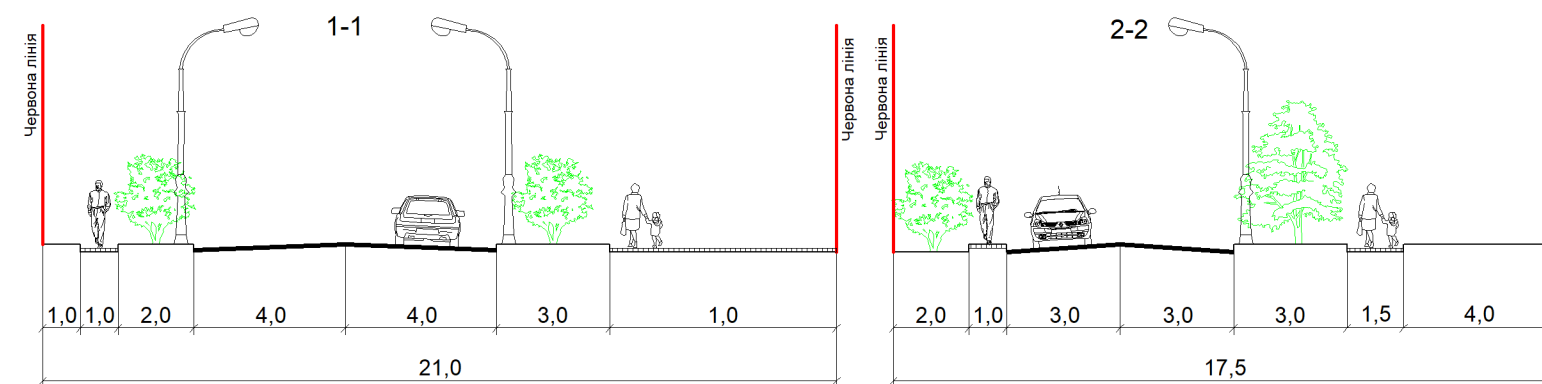 1-1
Червона лінія
Червона лінія
1,0 1,0 2,0 4,0 4,0 3,0 1,0
21,0
2-2
Червона лінія
2,0 1,0 3,0 3,0 3,0 1,5 4,0
17,5